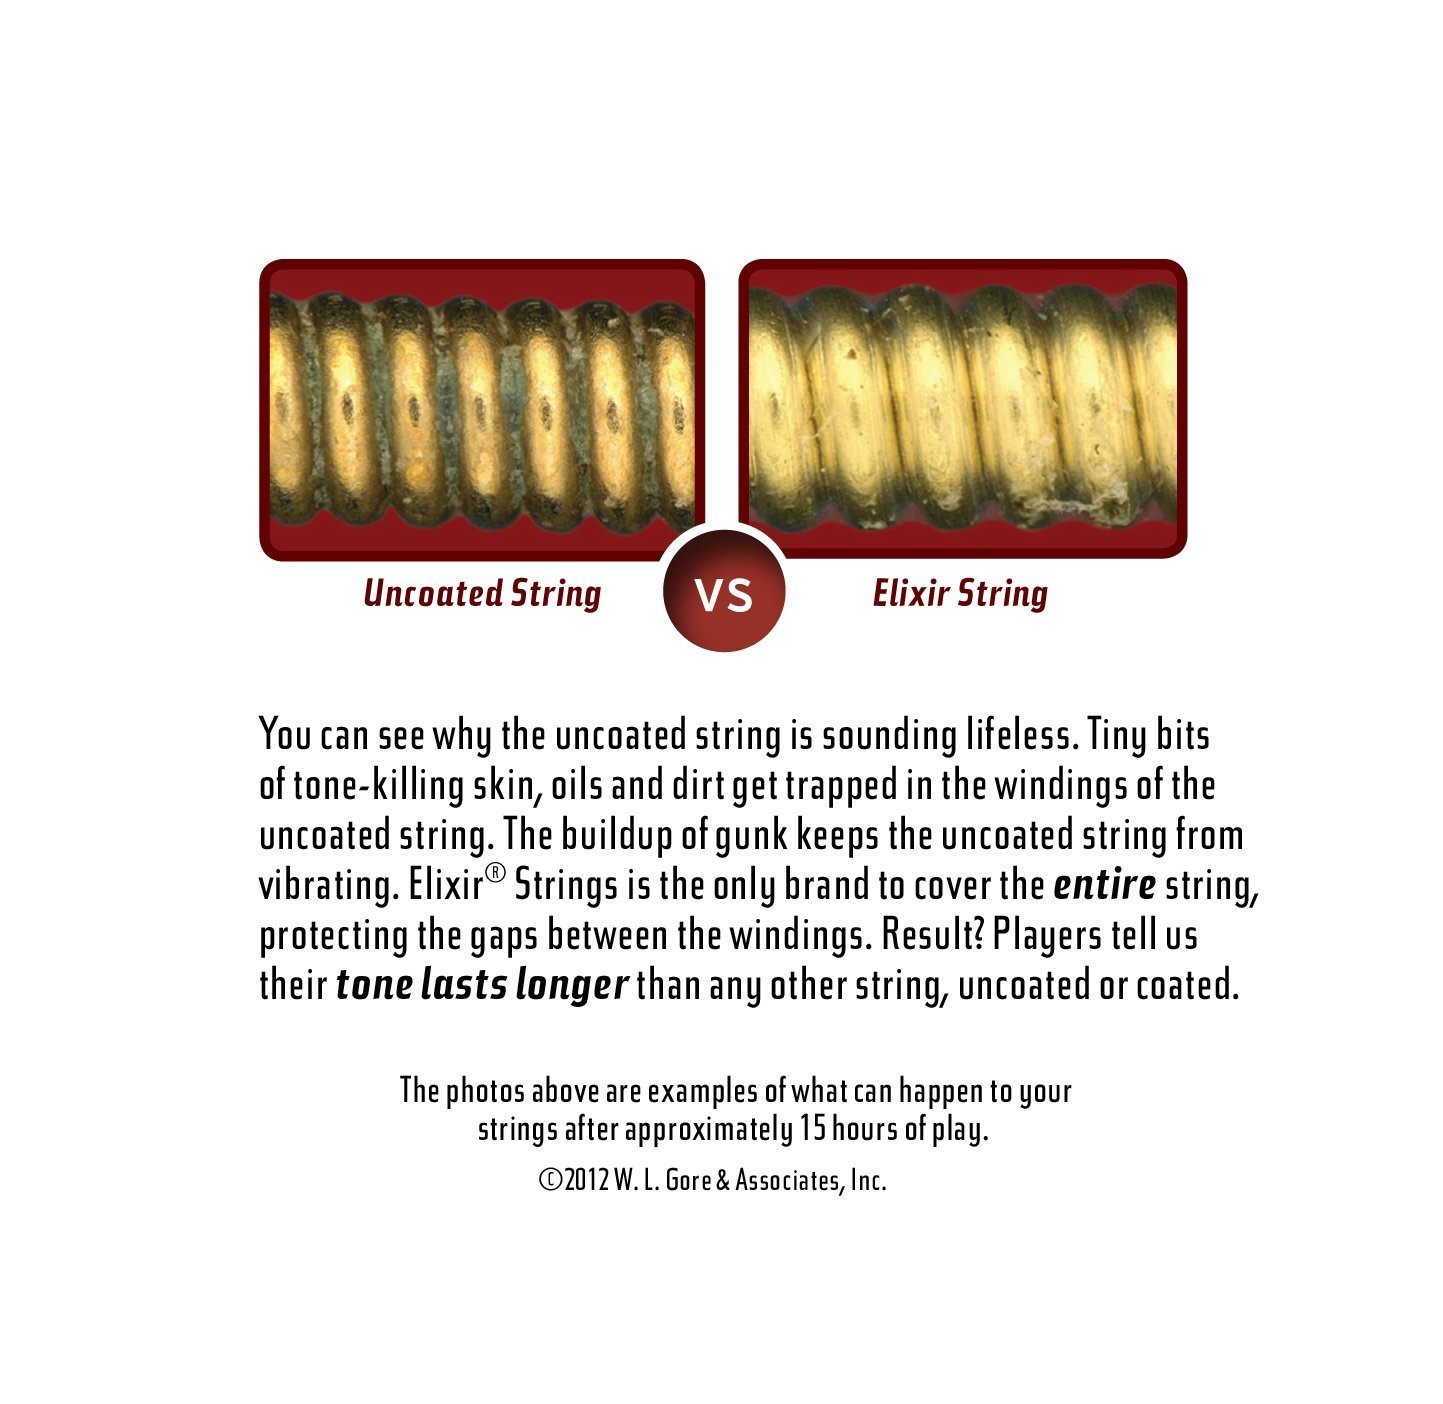 Uncoated String
VS
Elixir String
You can see why the uncoated string is sounding lifeless. Tiny bits
of tone-killing skin, oils and dirt get trapped in the windings of the
uncoated string. The buildup of gunk keeps the uncoated string from
vibrating. Elixir® Strings is the only brand to cover the entire string,
protecting the gaps between the windings. Result? Players tell us
their tone lasts longer than any other string, uncoated or coated.
The photos above are examples of what can happen to your
strings after approximately 15 hours of play.
©2012 W. L. Gore & Associates, Inc.